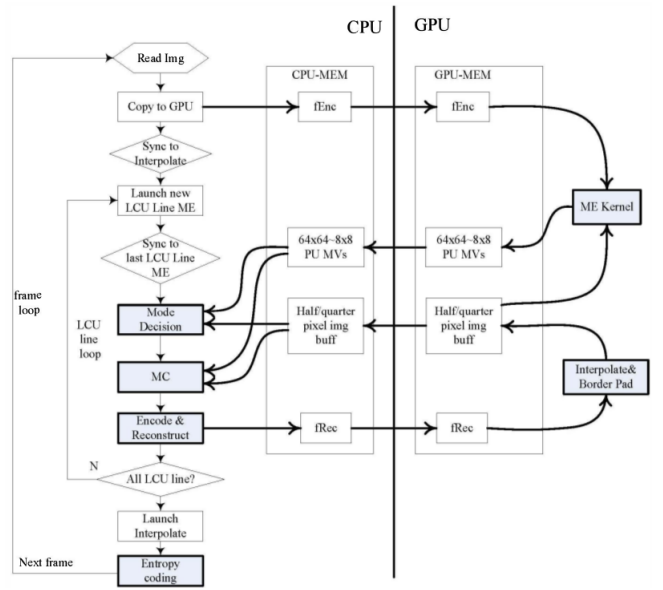 CPU
GPU
Read Img
CPU-MEM
GPU-MEM
Copy to GPU
fEnc
fEnc
Sync to
Interpolate
Launch new
LCU Line ME
ME Kernel
Sync to
last LCU Line
ME
64x64~8x8
PU MVs
64x64~8x8
PU MVs
frame
loop
LCU
line
loop
Mode
Decision
Half/quarter
pixel img
buff
Half/quarter
pixel img
buff
MC
Interpolate&
Border Pad
Encode &
Reconstruct
fRec
fRec
N
All LCU line?
Launch
Interpolate
Next frame
Entropy
coding